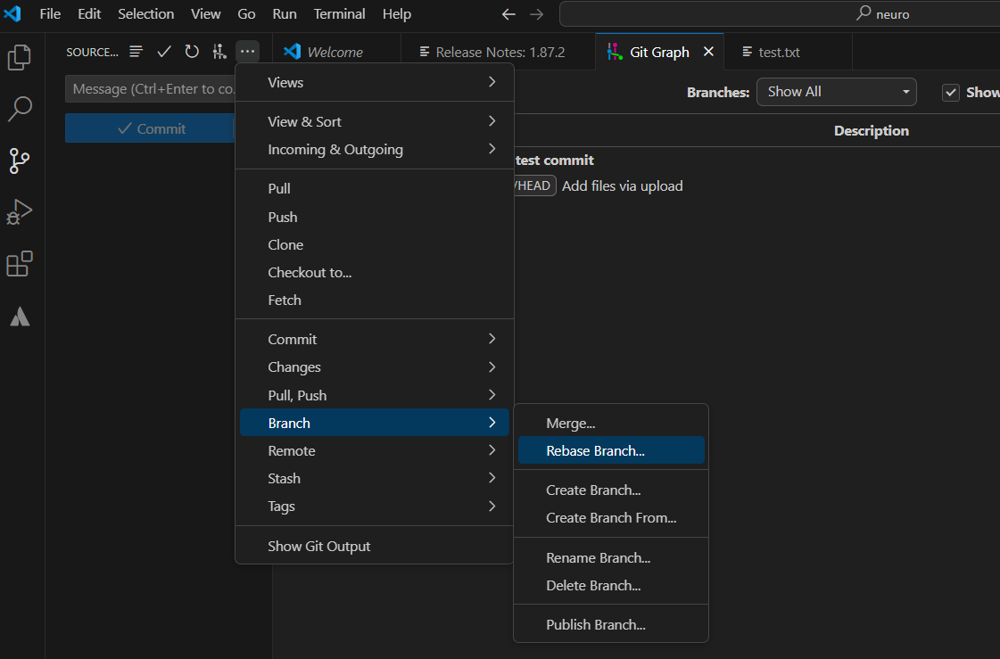 File Edit Selection View Go Run Terminal Help
neuro
SOURCE...
Welcome
Release Notes: 1.87.2
Git Graph
test.txt
Message (Ctrl+Enter to co
Commit
Branches: Show All
Show
Description
test commit
/HEAD Add files via upload
Views
View & Sort
Incoming & Outgoing
Pull
Push
Clone
Checkout to...
Fetch
Commit
Changes
Pull, Push
Branch
Remote
Stash
Tags
Show Git Output
Merge...
Rebase Branch...
Create Branch...
Create Branch From...
Rename Branch...
Delete Branch...
Publish Branch...